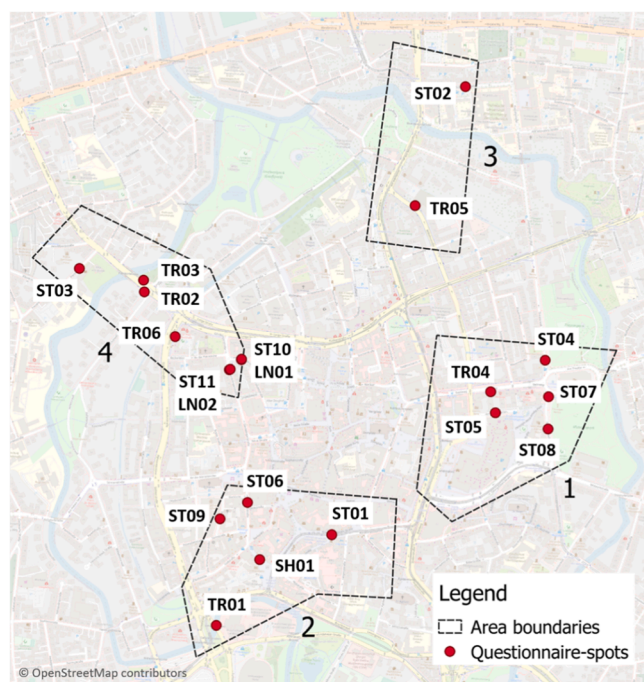 ST02
3
TR05
TR03
ST03
TR02
TR06
4
ST10
LN01
ST11
LN02
ST04
TR04
ST07
ST05
ST08
1
ST06
ST09
ST01
SH01
TR01
2
Legend
Area boundaries
Questionnaire-spots
© OpenStreetMap contributors